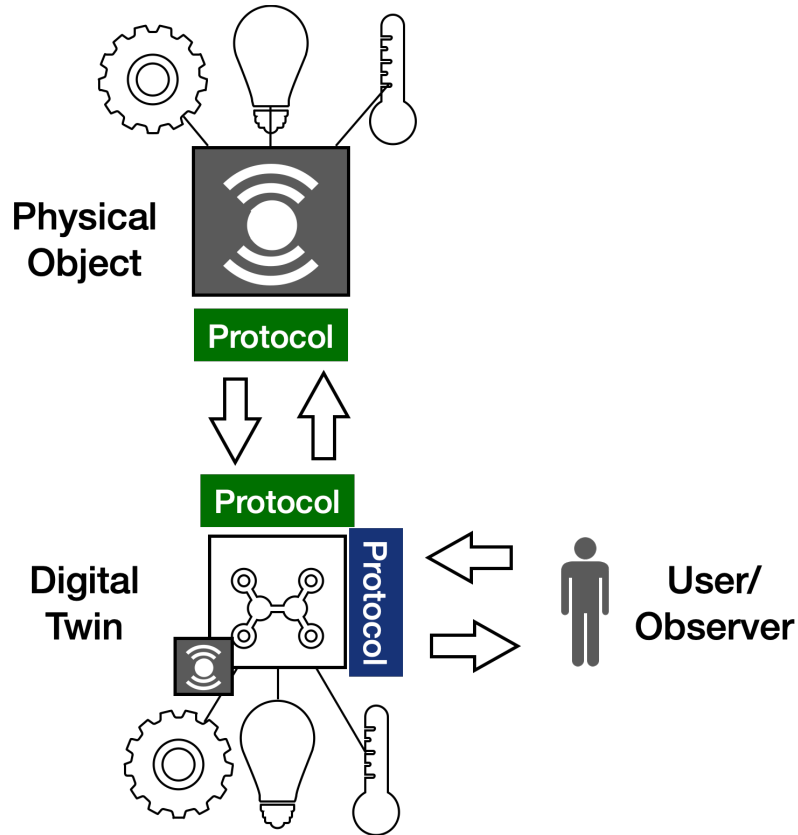 Physical
Object
Protocol
Protocol
Protocol
Digital
Twin
User/
Observer